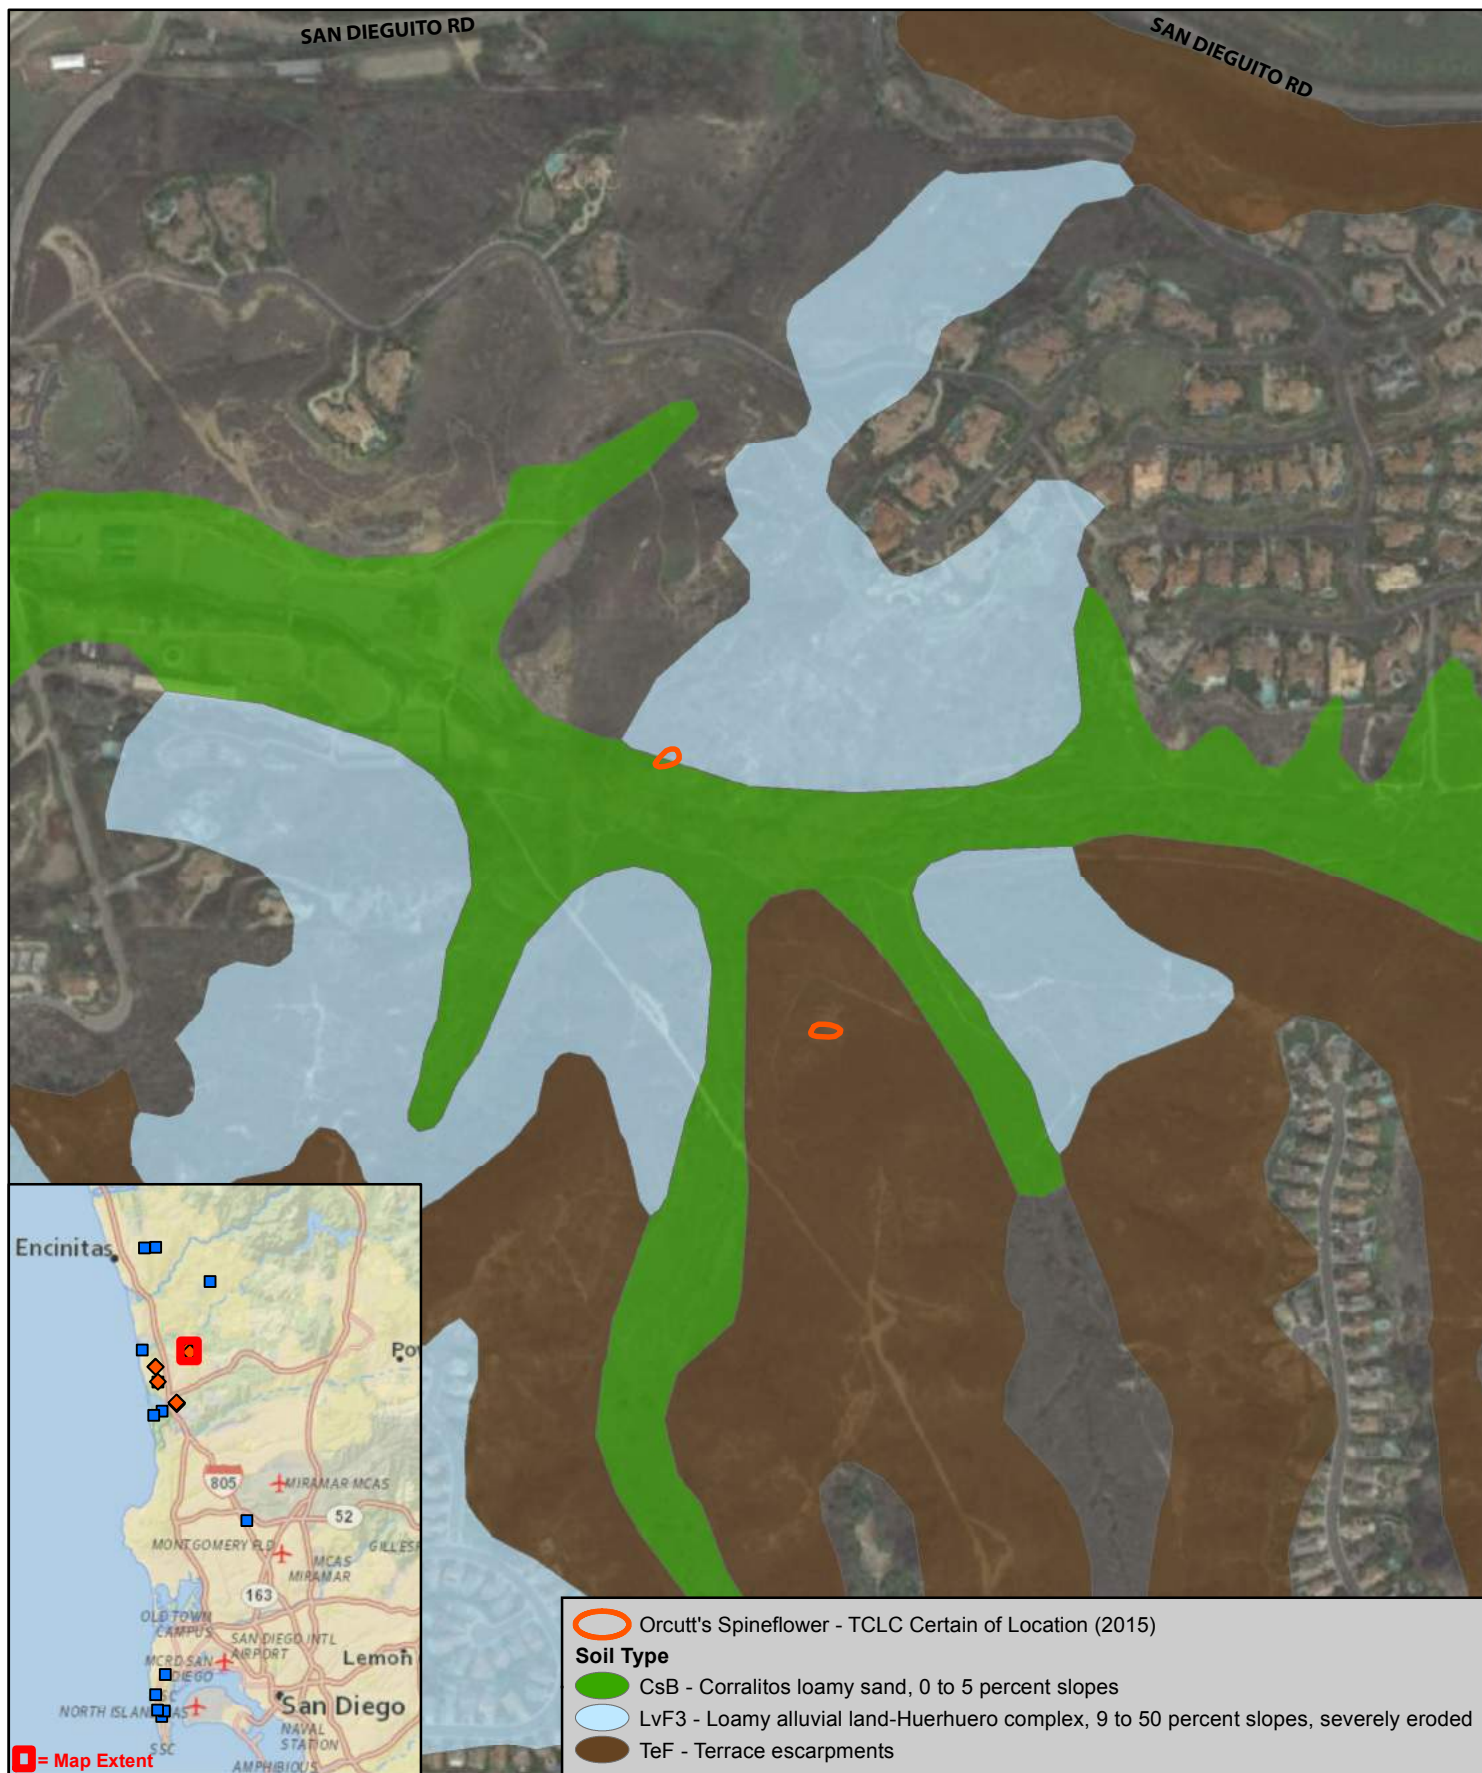 SAN DIEGUITO RD
SAN DIEGUITO RD
Encinitas
Po
805
MIRAMAR MCAS
52
MONTGOMERY FLD
GILLES
MCAS
MIRAMAR
163
OLD TOWN
CAMPUS
SAN DIEGO INTL
AIRPORT
Lemon
MCRD SAN
DIEGO
San Diego
NAVAL
STATION
SSC
AMPHIBIOUS
= Map Extent
Orcutt's Spineflower - TCLC Certain of Location (2015)
Soil Type
CsB - Corralitos loamy sand, 0 to 5 percent slopes
LvF3 - Loamy alluvial land-Huerhuero complex, 9 to 50 percent slopes, severely eroded
TeF - Terrace escarpments